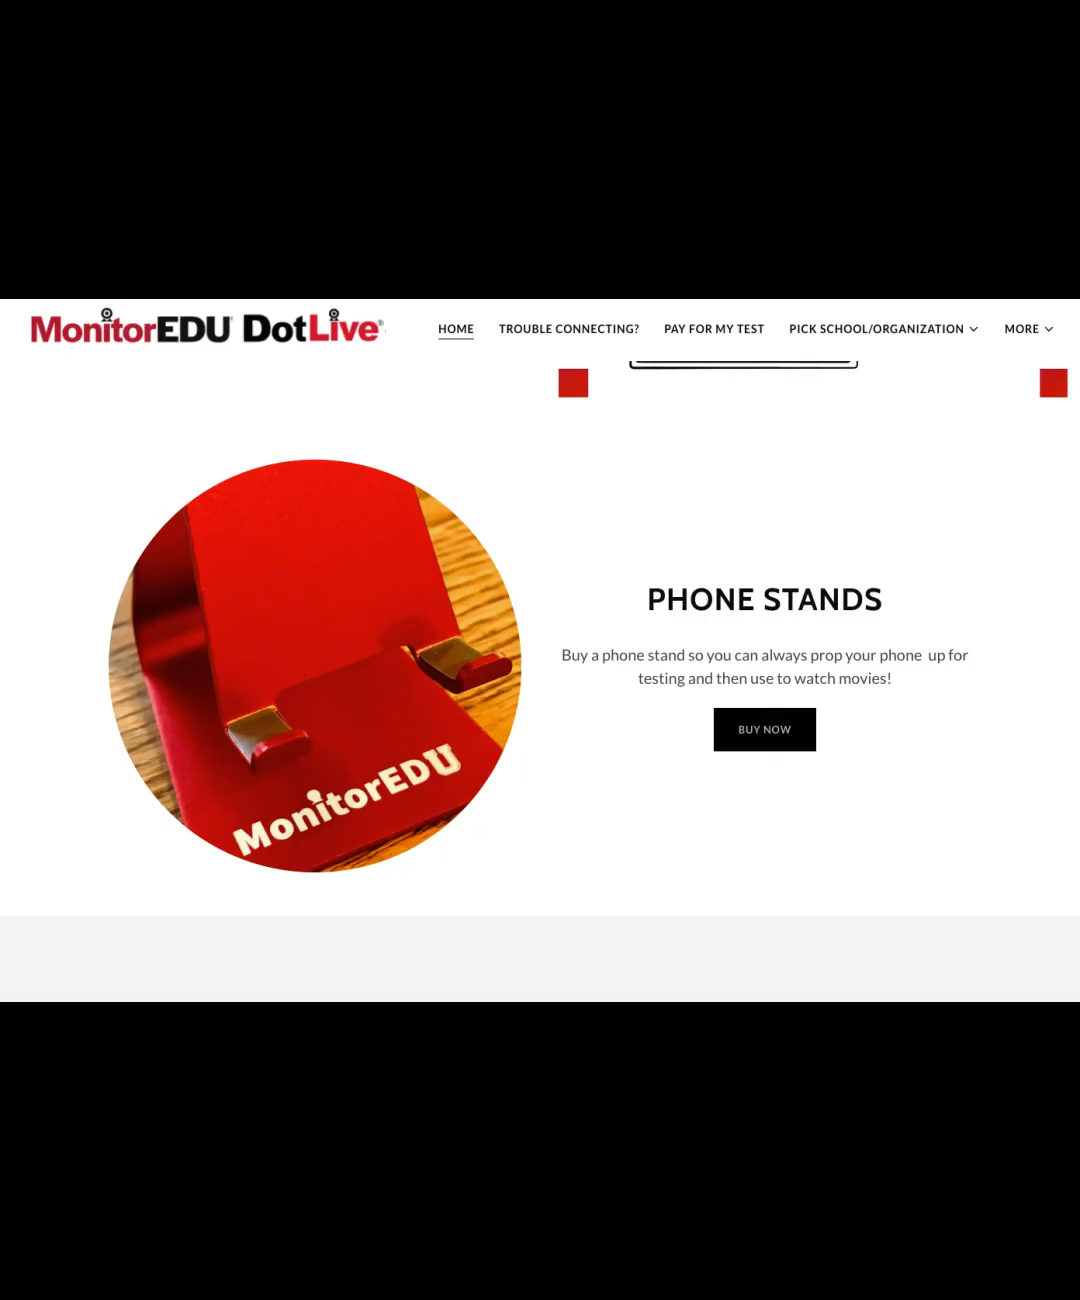 MonitorEDU DotLive®
HOME TROUBLE CONNECTING? PAY FOR MY TEST PICK SCHOOL/ORGANIZATION MORE
PHONE STANDS
Buy a phone stand so you can always prop your phone up for
testing and then use to watch movies!
BUY NOW
MonitorEDU